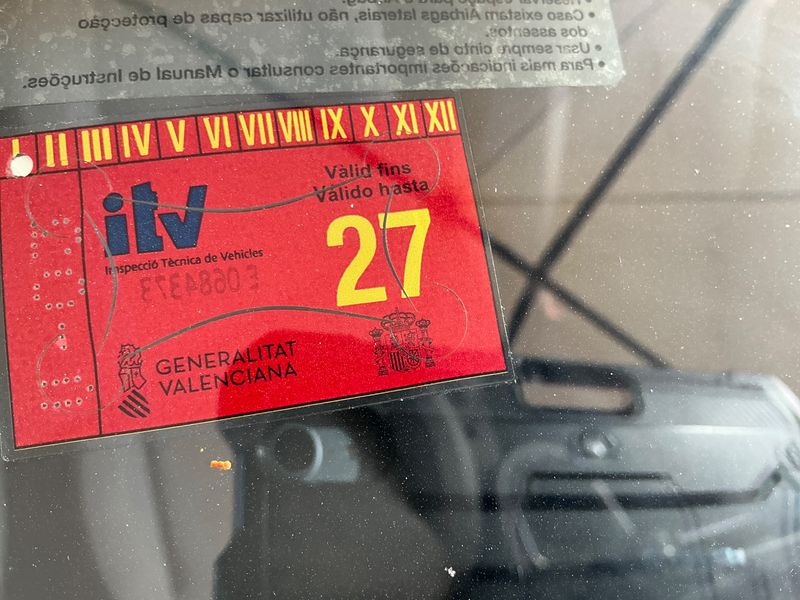 • Caso existam Airbags laterais, não utilizar capas de protecção
dos assentos.
• Usar sempre cinto de segurança.
• Para mais indicações importantes consultar o Manual de Instruções.
I II III IV V VI VII VIII IX X XI XII
Vàlid fins
Válido hasta
itv
27
Inspecció Tècnica de Vehicles
E 0684373
GENERALITAT
VALENCIANA